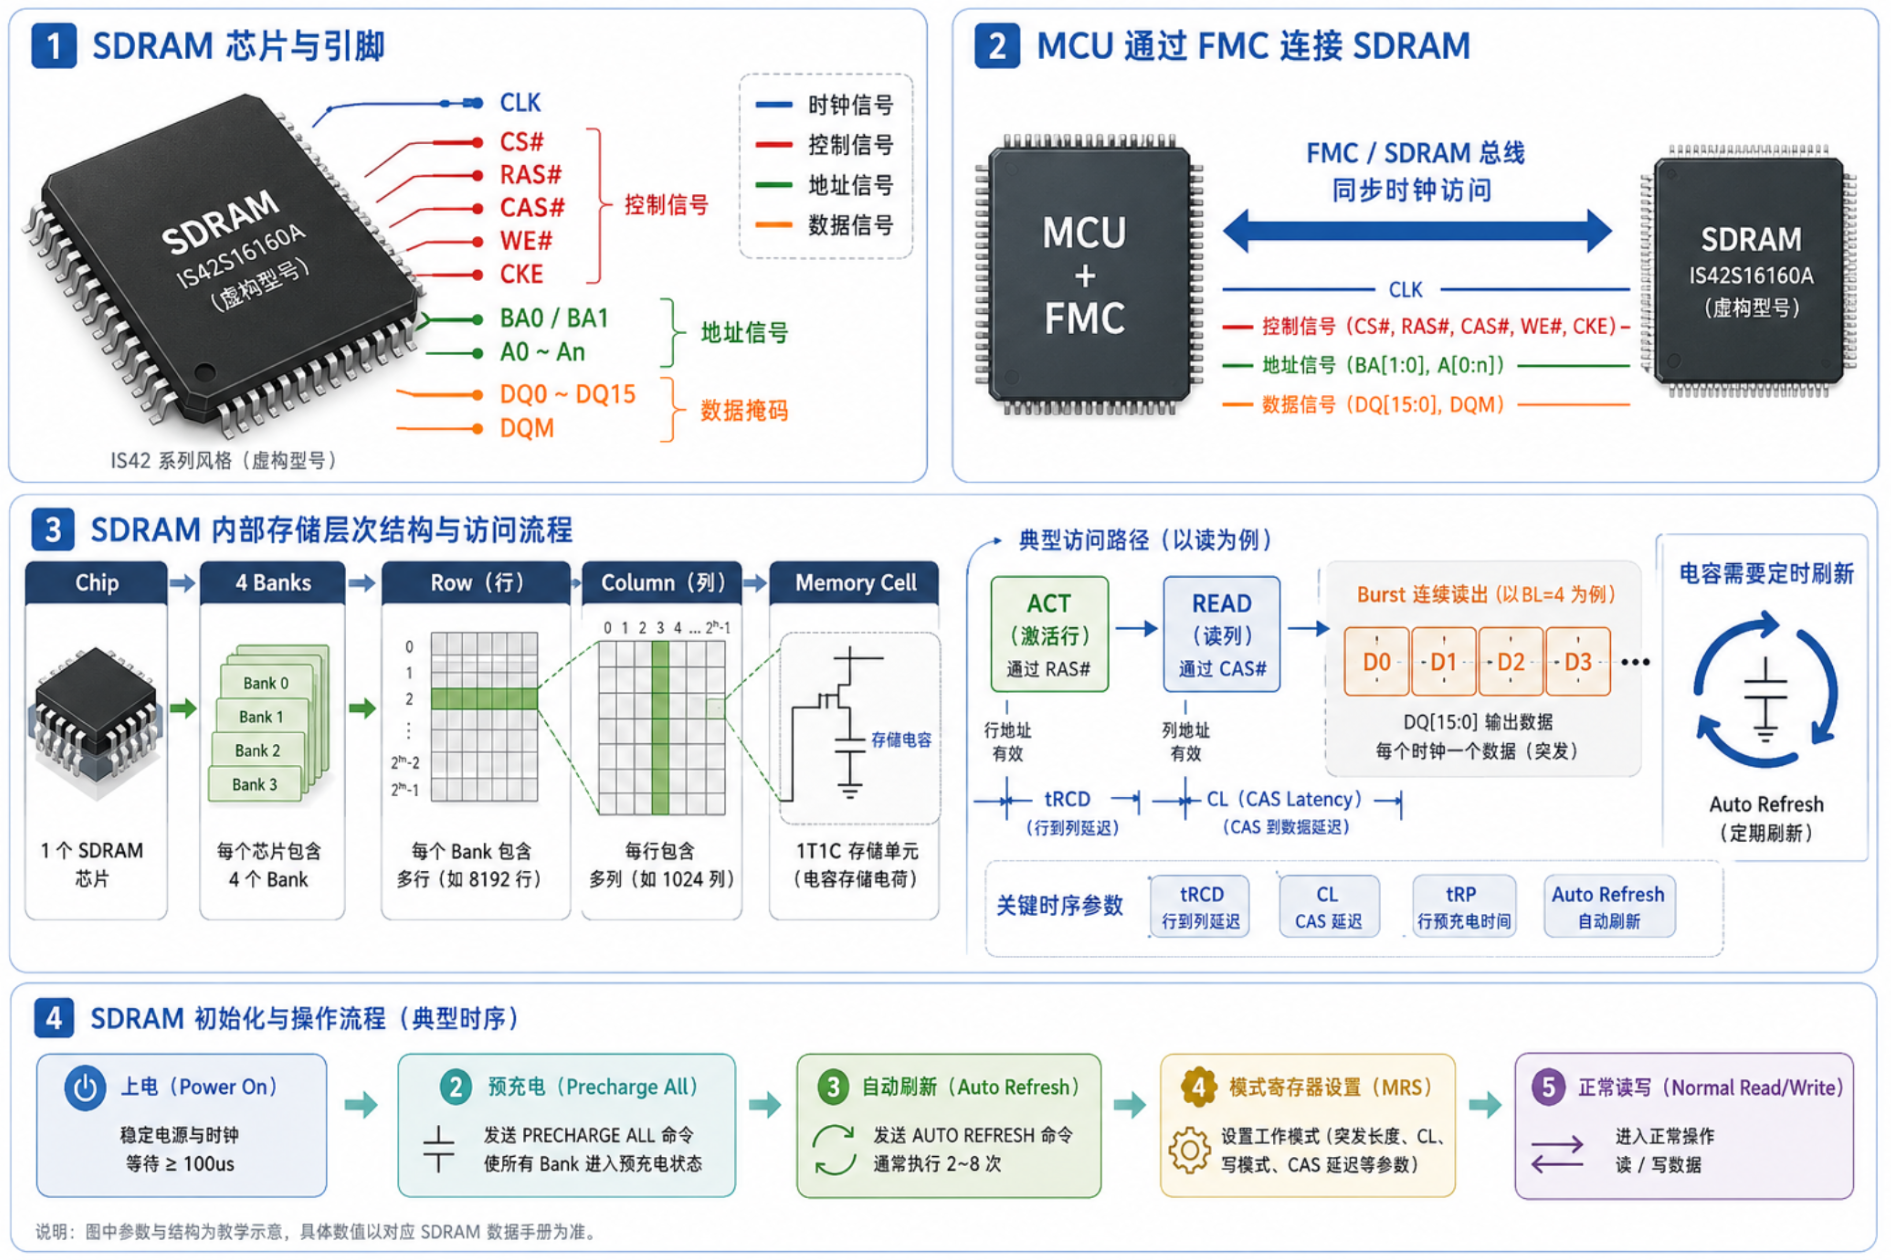 1 SDRAM 芯片与引脚
SDRAM
IS42S16160A
(虚构型号)
CLK
CS#
RAS#
CAS#
WE#
CKE
控制信号
BA0 / BA1
A0 ~ An
地址信号
DQ0 ~ DQ15
DQM
数据掩码
时钟信号
控制信号
地址信号
数据信号
IS42 系列风格（虚构型号）
2 MCU 通过 FMC 连接 SDRAM
MCU
+
FMC
FMC / SDRAM 总线
同步时钟访问
CLK
控制信号（CS#, RAS#, CAS#, WE#, CKE）
地址信号（BA[1:0], A[0:n]）
数据信号（DQ[15:0], DQM）
SDRAM
IS42S16160A
(虚构型号)
3 SDRAM 内部存储层次结构与访问流程
Chip
1 个 SDRAM
芯片
4 Banks
Bank 0
Bank 1
Bank 2
Bank 3
每个芯片包含
4 个 Bank
Row（行）
0
1
2
⋮
2ᵐ-2
2ᵐ-1
每个 Bank 包含
多行（如 8192 行）
Column（列）
0 1 2 3 4 ... 2ʰ-1
每行包含
多列（如 1024 列）
Memory Cell
存储电容
1T1C 存储单元
（电容存储电荷）
典型访问路径（以读为例）
ACT
（激活行）
通过 RAS#
READ
（读列）
通过 CAS#
Burst 连续读出（以 BL=4 为例）
D0 D1 D2 D3 •••
DQ[15:0] 输出数据
每个时钟一个数据（突发）
行地址
有效
列地址
有效
tRCD
（行到列延迟）
CL（CAS Latency）
（CAS 到数据延迟）
电容需要定时刷新
Auto Refresh
（定期刷新）
关键时序参数
tRCD
行到列延迟
CL
CAS 延迟
tRP
行预充电时间
Auto Refresh
自动刷新
4 SDRAM 初始化与操作流程（典型时序）
上电（Power On）
稳定电源与时钟
等待 ≥ 100us
2 预充电（Precharge All）
发送 PRECHARGE ALL 命令
使所有 Bank 进入预充电状态
3 自动刷新（Auto Refresh）
发送 AUTO REFRESH 命令
通常执行 2~8 次
4 模式寄存器设置（MRS）
设置工作模式（突发长度、CL、
写模式、CAS 延迟等参数）
5 正常读写（Normal Read/Write）
进入正常操作
读 / 写数据
说明：图中参数与结构为教学示意，具体数值以对应 SDRAM 数据手册为准。